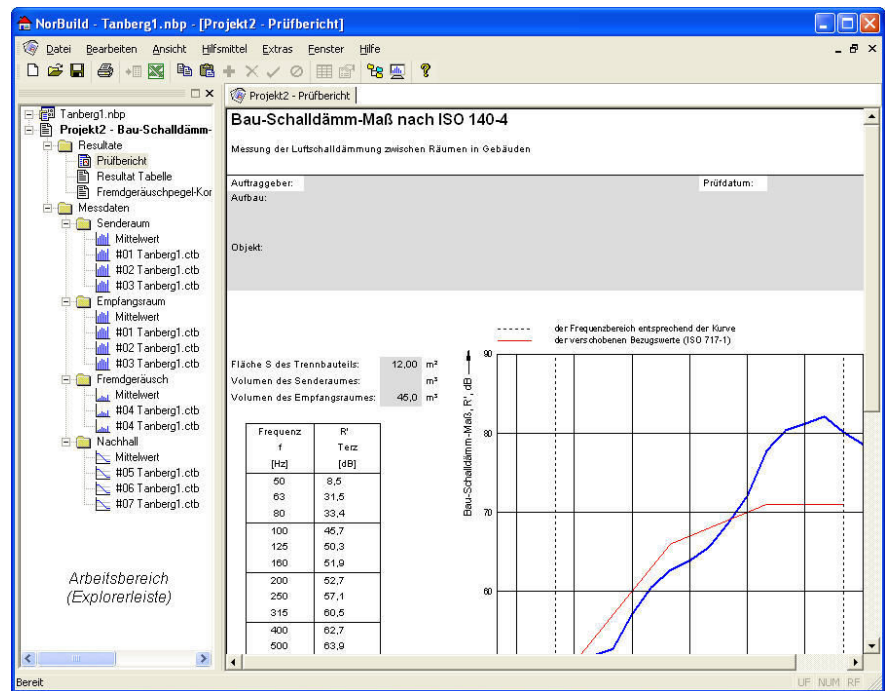 NorBuild - Tanberg1.nbp - [Projekt2 - Prüfbericht]
Datei Bearbeiten Ansicht Hilfsmittel Extras Fenster Hilfe
Tanberg1.nbp
Projekt2 - Bau-Schalldämm-
Resultate
Prüfbericht
Resultat Tabelle
Fremdgeräuschpegel-Kor
Messdaten
Senderaum
Mittelwert
#01 Tanberg1.ctb
#02 Tanberg1.ctb
#03 Tanberg1.ctb
Empfangsraum
Mittelwert
#01 Tanberg1.ctb
#02 Tanberg1.ctb
#03 Tanberg1.ctb
Fremdgeräusch
Mittelwert
#04 Tanberg1.ctb
#04 Tanberg1.ctb
Nachhall
Mittelwert
#05 Tanberg1.ctb
#06 Tanberg1.ctb
#07 Tanberg1.ctb
Arbeitsbereich
(Explorerleiste)
Projekt2 - Prüfbericht
Bau-Schalldämm-Maß nach ISO 140-4
Messung der Luftschalldämmung zwischen Räumen in Gebäuden
Auftraggeber: Prüfdatum:
Aufbau:
Objekt:
der Frequenzbereich entsprechend der Kurve
der verschobenen Bezugswerte (ISO 717-1)
Fläche S des Trennbauteils: 12,00 m²
Volumen des Senderaumes: m³
Volumen des Empfangsraumes: 45,0 m³
Frequenz R'
f Terz
[Hz] [dB]
50 8,5
63 31,5
80 33,4
100 45,7
125 50,3
160 51,9
200 52,7
250 57,1
315 60,5
400 62,7
500 63,9
Bau-Schalldämm-Maß, R', dB
90
80
70
60
Bereit
UF NUM RF